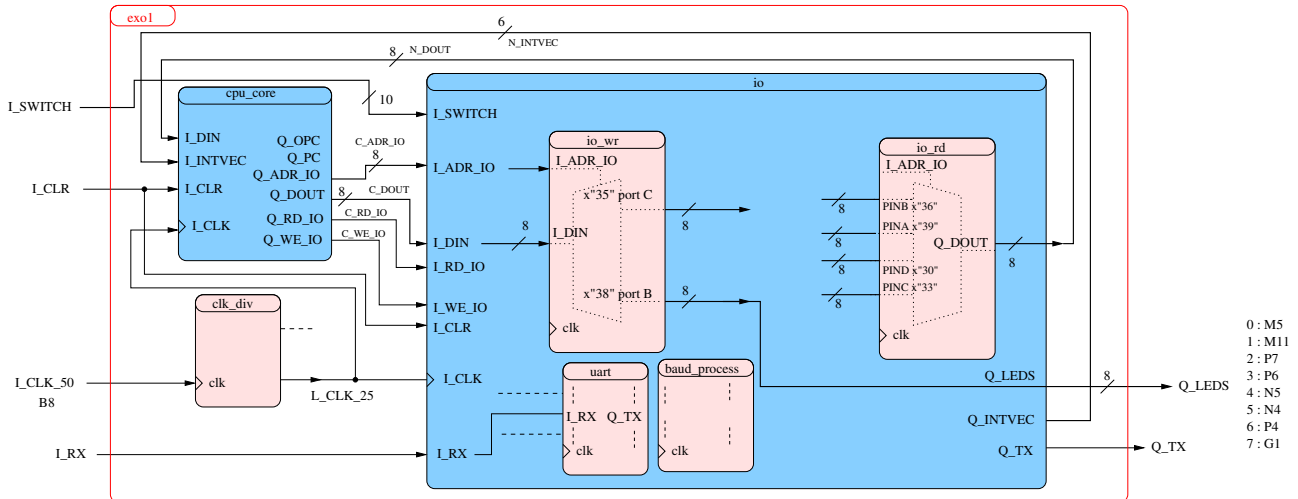 exo1
6
N_INTVEC
8
N_DOUT
I_SWITCH
10
cpu_core
I_DIN
I_INTVEC
I_CLR
I_CLK
Q_OPC
Q_PC
Q_ADR_IO
Q_DOUT
Q_RD_IO
Q_WE_IO
C_ADR_IO
8
8
C_DOUT
C_RD_IO
C_WE_IO
I_CLR
clk_div
clk
I_CLK_50
B8
L_CLK_25
I_RX
io
I_SWITCH
I_ADR_IO
I_DIN
I_RD_IO
I_WE_IO
I_CLR
I_CLK
I_RX
8
io_wr
I_ADR_IO
x"35" port C
I_DIN
x"38" port B
clk
8
8
io_rd
I_ADR_IO
PINB x"36"
PINA x"39"
Q_DOUT
PIND x"30"
PINC x"33"
clk
8
8
8
8
8
uart
I_RX
Q_TX
clk
baud_process
clk
Q_LEDS
Q_INTVEC
Q_TX
8
Q_LEDS
Q_TX
0 : M5
1 : M11
2 : P7
3 : P6
4 : N5
5 : N4
6 : P4
7 : G1